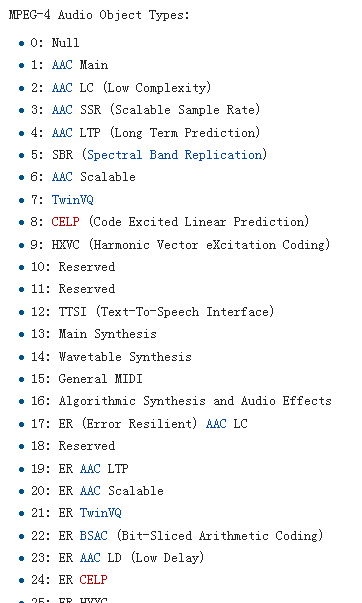 MPEG-4 Audio Object Types:
0: Null
1: AAC Main
2: AAC LC (Low Complexity)
3: AAC SSR (Scalable Sample Rate)
4: AAC LTP (Long Term Prediction)
5: SBR (Spectral Band Replication)
6: AAC Scalable
7: TwinVQ
8: CELP (Code Excited Linear Prediction)
9: HXVC (Harmonic Vector eXcitation Coding)
10: Reserved
11: Reserved
12: TTSI (Text-To-Speech Interface)
13: Main Synthesis
14: Wavetable Synthesis
15: General MIDI
16: Algorithmic Synthesis and Audio Effects
17: ER (Error Resilient) AAC LC
18: Reserved
19: ER AAC LTP
20: ER AAC Scalable
21: ER TwinVQ
22: ER BSAC (Bit-Sliced Arithmetic Coding)
23: ER AAC LD (Low Delay)
24: ER CELP
25: ER HVXC